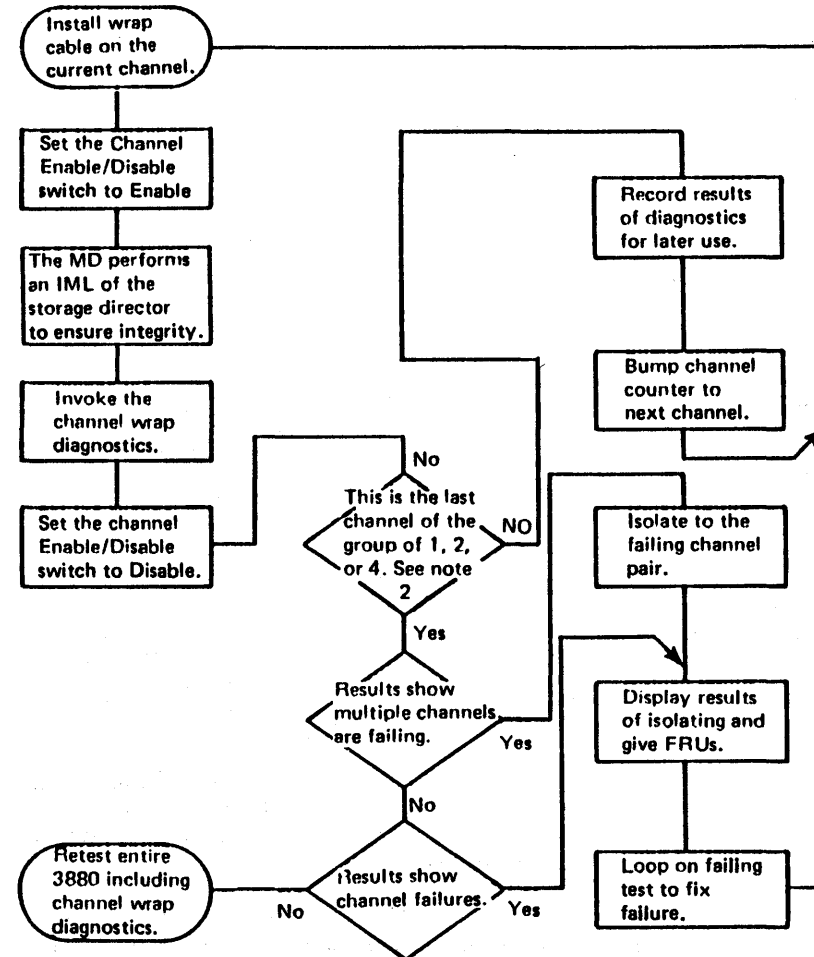 Install wrap
cable on the
current channel.
Set the Channel
Enable/Disable
switch to Enable
The MD performs
an IML of the
storage director
to ensure integrity.
Invoke the
channel wrap
diagnostics.
Set the channel
Enable/Disable
switch to Disable.
No
This is the last
channel of the
group of 1, 2,
or 4. See note
2
NO
Yes
Record results
of diagnostics
for later use.
Bump channel
counter to
next channel.
Results show
multiple channels
are failing.
Yes
No
Isolate to the
failing channel
pair.
Display results
of isolating and
give FRUs.
Loop on failing
test to fix
failure.
Results show
channel failures.
Yes
No
Retest entire
3880 including
channel wrap
diagnostics.